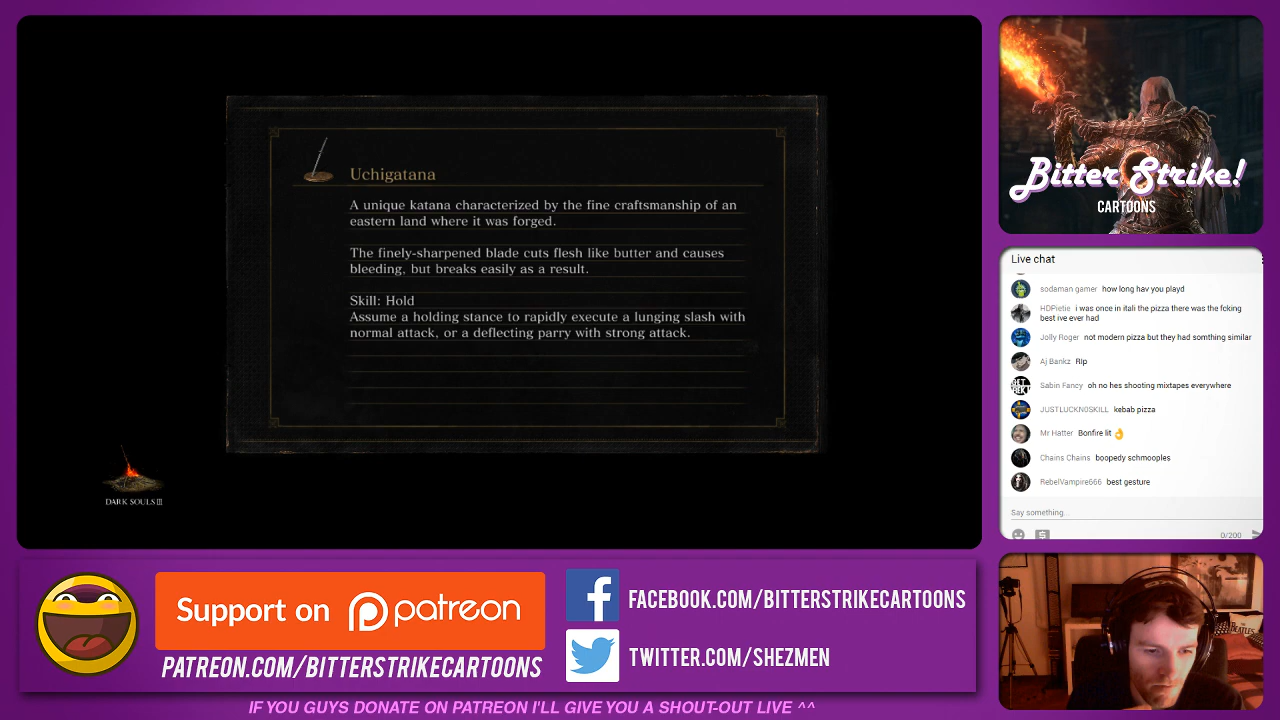 Uchigatana
A unique katana characterized by the fine craftsmanship of an
eastern land where it was forged.
The finely-sharpened blade cuts flesh like butter and causes
bleeding, but breaks easily as a result.
Skill: Hold
Assume a holding stance to rapidly execute a lunging slash with
normal attack, or a deflecting parry with strong attack.
DARK SOULS III
Bitter Strike!
CARTOONS
Live chat
sodaman gamer how long hav you playd
HDPietie i was once in itali the pizza there was the fcking
best ive ever had
Jolly Roger not modern pizza but they had somthing similar
Aj Bankz RIp
Sabin Fancy oh no hes shooting mixtapes everywhere
JUSTLUCKN0SKILL kebab pizza
Mr Hatter Bonfire lit 👌
Chains Chains boopedy schmooples
RebelVampire666 best gesture
Say something...
0/200
Support on patreon
PATREON.COM/BITTERSTRIKECARTOONS
FACEBOOK.COM/BITTERSTRIKECARTOONS
TWITTER.COM/SHEZMEN
IF YOU GUYS DONATE ON PATREON I'LL GIVE YOU A SHOUT-OUT LIVE ^^